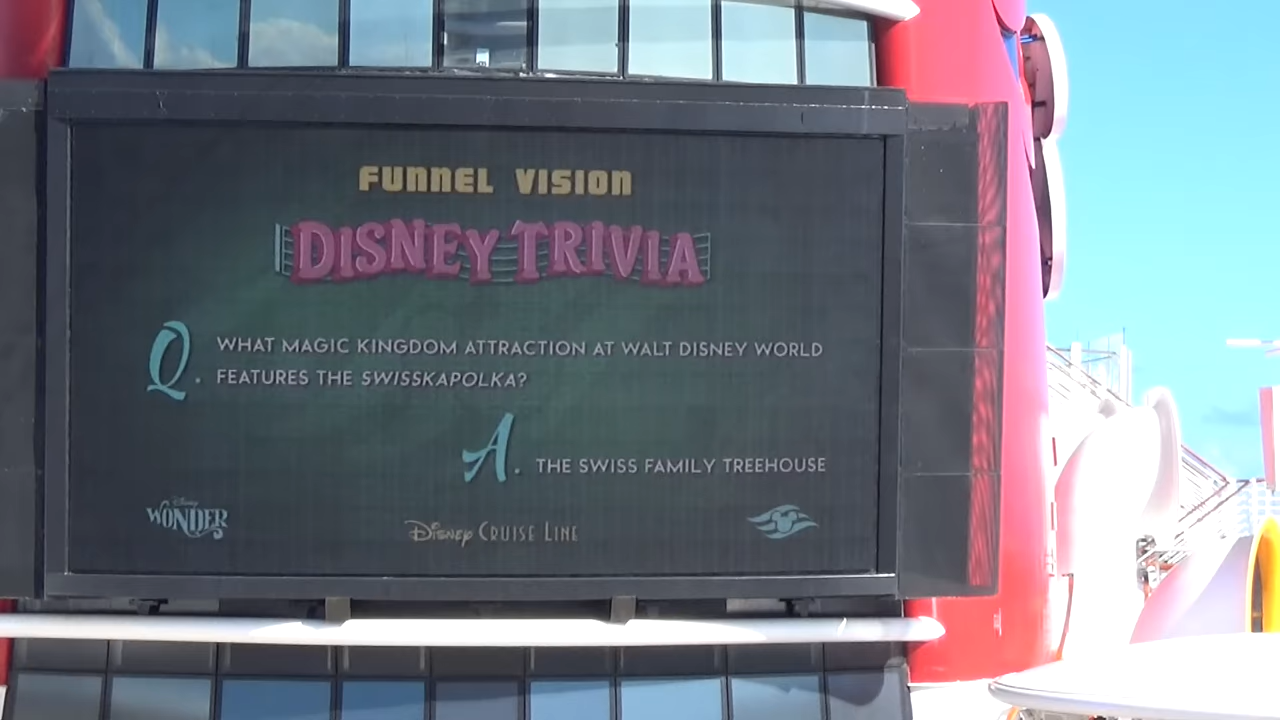 FUNNEL VISION
DISNEY TRIVIA
Q. WHAT MAGIC KINGDOM ATTRACTION AT WALT DISNEY WORLD
FEATURES THE SWISSKAPOLKA?
A. THE SWISS FAMILY TREEHOUSE
Disney
WONDER
Disney CRUISE LINE